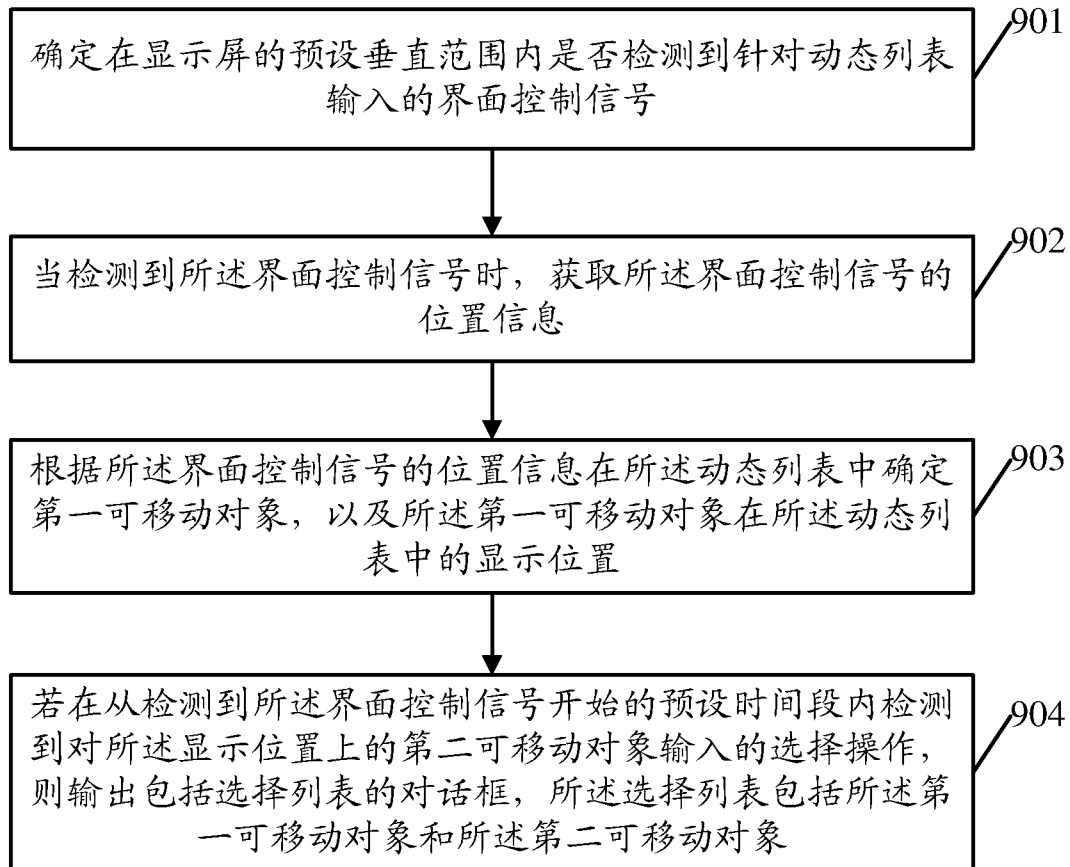 确定在显示屏的预设垂直范围内是否检测到针对动态列表
输入的界面控制信号
901
当检测到所述界面控制信号时，获取所述界面控制信号的
位置信息
902
根据所述界面控制信号的位置信息在所述动态列表中确定
第一可移动对象，以及所述第一可移动对象在所述动态列
表中的显示位置
903
若在从检测到所述界面控制信号开始的预设时间段内检测
到对所述显示位置上的第二可移动对象输入的选择操作，
则输出包括选择列表的对话框，所述选择列表包括所述第
一可移动对象和所述第二可移动对象
904